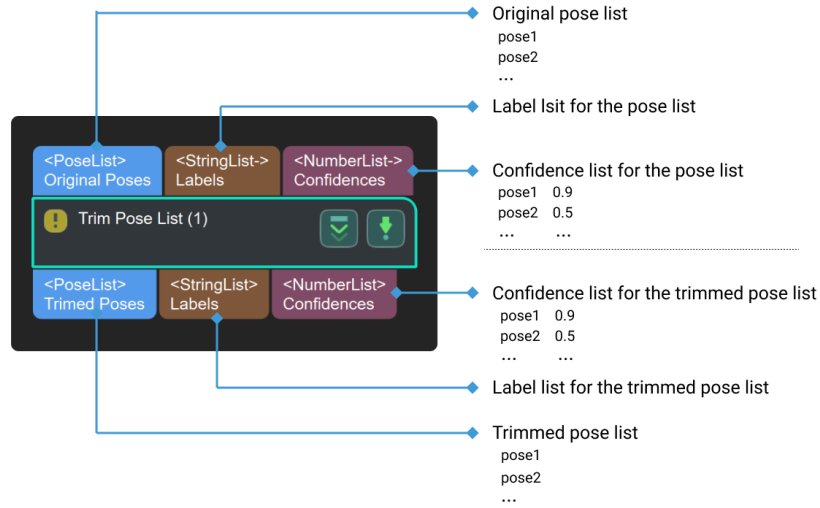 Original pose list
pose1
pose2
...
Label lsit for the pose list
<PoseList> <StringList-> <NumberList->
Original Poses Labels Confidences
Confidence list for the pose list
pose1 0.9
pose2 0.5
... ...
Trim Pose List (1)
<PoseList> <StringList> <NumberList>
Trimed Poses Labels Confidences
Confidence list for the trimmed pose list
pose1 0.9
pose2 0.5
... ...
Label list for the trimmed pose list
Trimmed pose list
pose1
pose2
...